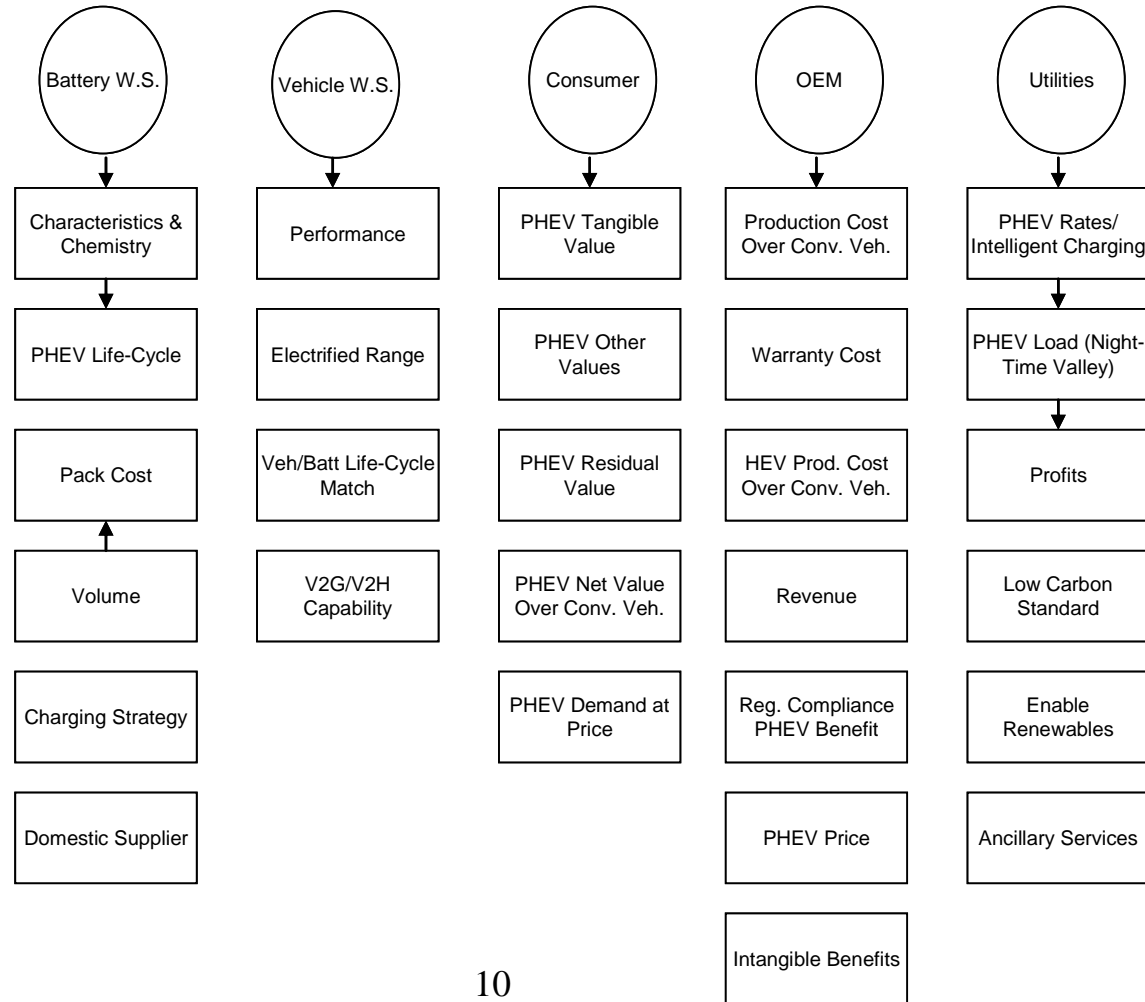 Battery W.S.
Vehicle W.S.
Consumer
OEM
Utilities
Characteristics &
Chemistry
Performance
PHEV Tangible
Value
Production Cost
Over Conv. Veh.
PHEV Rates/
Intelligent Charging
PHEV Life-Cycle
Electrified Range
PHEV Other
Values
Warranty Cost
PHEV Load (Night-
Time Valley)
Pack Cost
Veh/Batt Life-Cycle
Match
PHEV Residual
Value
HEV Prod. Cost
Over Conv. Veh.
Profits
Volume
V2G/V2H
Capability
PHEV Net Value
Over Conv. Veh.
Revenue
Low Carbon
Standard
Charging Strategy
PHEV Demand at
Price
Reg. Compliance
PHEV Benefit
Enable
Renewables
Domestic Supplier
PHEV Price
Ancillary Services
Intangible Benefits
10